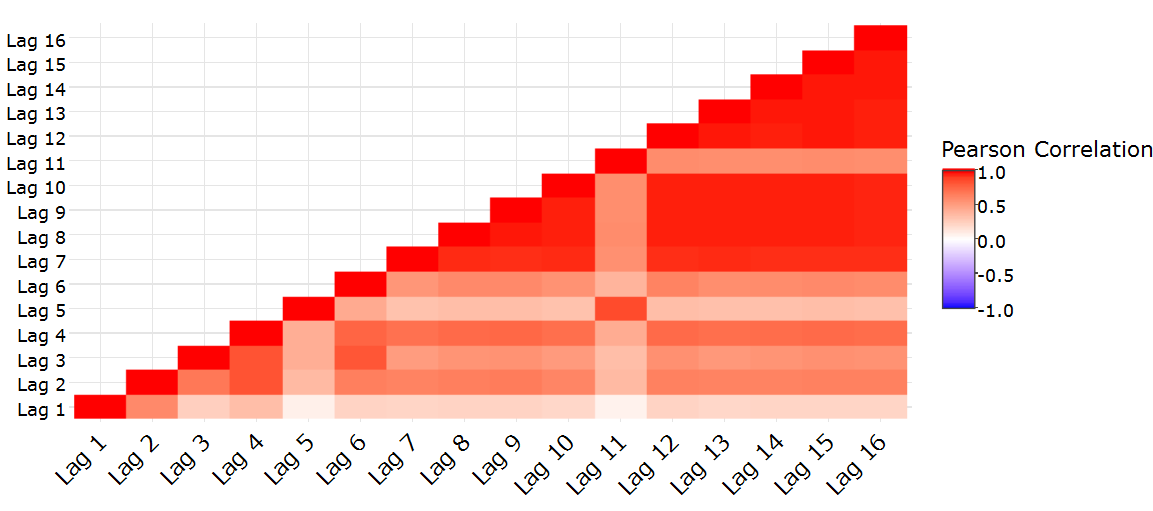 Lag 16
Lag 15
Lag 14
Lag 13
Lag 12
Lag 11
Lag 10
Lag 9
Lag 8
Lag 7
Lag 6
Lag 5
Lag 4
Lag 3
Lag 2
Lag 1
Lag 1
Lag 2
Lag 3
Lag 4
Lag 5
Lag 6
Lag 7
Lag 8
Lag 9
Lag 10
Lag 11
Lag 12
Lag 13
Lag 14
Lag 15
Lag 16
Pearson Correlation
1.0
0.5
0.0
-0.5
-1.0